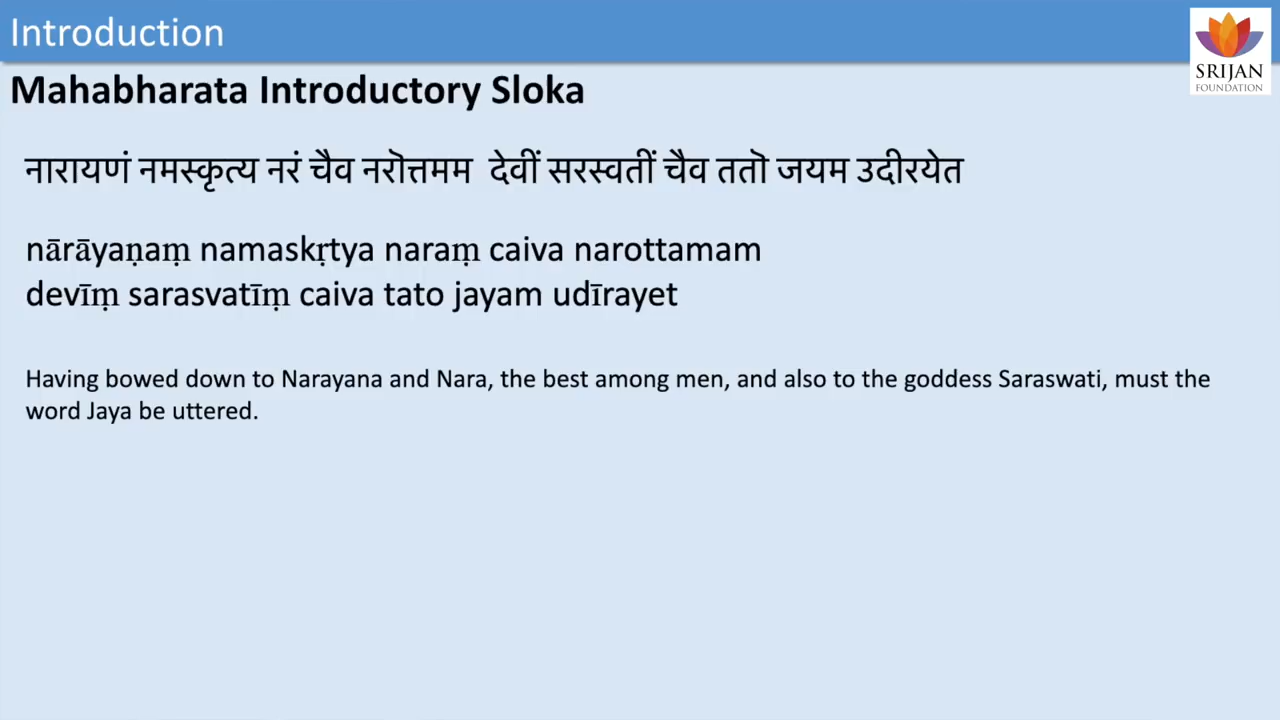 Introduction
SRIJAN
FOUNDATION
Mahabharata Introductory Sloka
नारायणं नमस्कृत्य नरं चैव नरॊत्तमम देवीं सरस्वतीं चैव ततॊ जयम उदीरयेत
nārāyaṇaṃ namaskṛtya naraṃ caiva narottamam
devīṃ sarasvatīṃ caiva tato jayam udīrayet
Having bowed down to Narayana and Nara, the best among men, and also to the goddess Saraswati, must the
word Jaya be uttered.